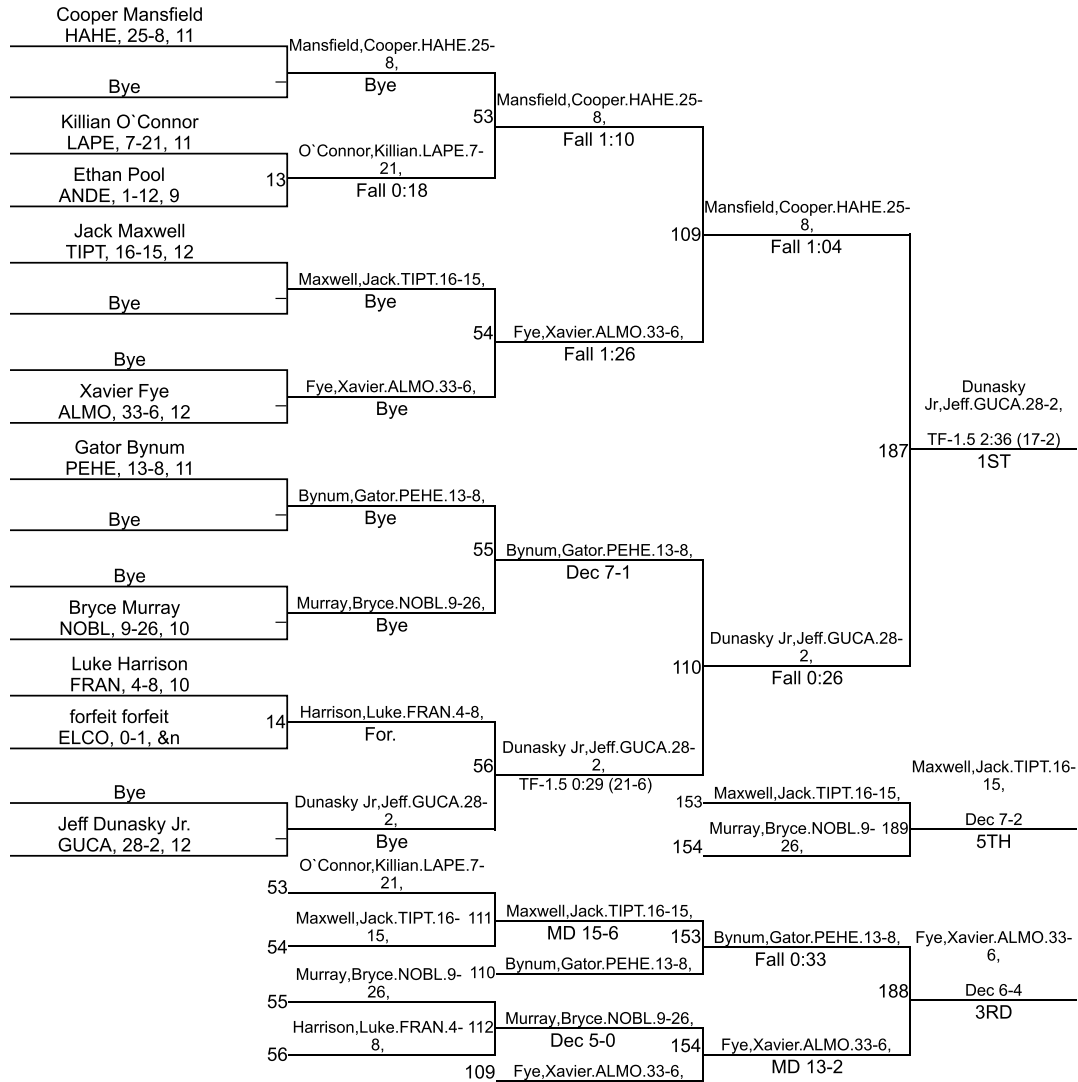 Cooper Mansfield
HAHE, 25-8, 11
Bye
Killian O`Connor
LAPE, 7-21, 11
Ethan Pool
ANDE, 1-12, 9
13
Jack Maxwell
TIPT, 16-15, 12
Bye
Bye
Xavier Fye
ALMO, 33-6, 12
Gator Bynum
PEHE, 13-8, 11
Bye
Bye
Bryce Murray
NOBL, 9-26, 10
Luke Harrison
FRAN, 4-8, 10
forfeit forfeit
ELCO, 0-1, &n
14
Bye
Jeff Dunasky Jr.
GUCA, 28-2, 12
Mansfield,Cooper.HAHE.25-
8,
Bye
53
O`Connor,Killian.LAPE.7-
21,
Fall 0:18
Maxwell,Jack.TIPT.16-15,
Bye
54
Fye,Xavier.ALMO.33-6,
Bye
Bynum,Gator.PEHE.13-8,
Bye
55
Murray,Bryce.NOBL.9-26,
Bye
Harrison,Luke.FRAN.4-8,
For.
56
Dunasky Jr,Jeff.GUCA.28-
2,
Bye
Mansfield,Cooper.HAHE.25-
8,
Fall 1:10
109
Fye,Xavier.ALMO.33-6,
Fall 1:26
Bynum,Gator.PEHE.13-8,
Dec 7-1
110
Dunasky Jr,Jeff.GUCA.28-
2,
TF-1.5 0:29 (21-6)
Mansfield,Cooper.HAHE.25-
8,
Fall 1:04
187
Dunasky Jr,Jeff.GUCA.28-
2,
Fall 0:26
Dunasky
Jr,Jeff.GUCA.28-2,
TF-1.5 2:36 (17-2)
1ST
153
Maxwell,Jack.TIPT.16-15,
154
Murray,Bryce.NOBL.9-
26,
189
Maxwell,Jack.TIPT.16-
15,
Dec 7-2
5TH
53
O`Connor,Killian.LAPE.7-
21,
54
Maxwell,Jack.TIPT.16-
15,
111
55
Murray,Bryce.NOBL.9-
26,
56
Harrison,Luke.FRAN.4-
8,
112
Maxwell,Jack.TIPT.16-15,
MD 15-6
153
110
Bynum,Gator.PEHE.13-8,
Murray,Bryce.NOBL.9-26,
Dec 5-0
154
109
Fye,Xavier.ALMO.33-6,
Bynum,Gator.PEHE.13-8,
Fall 0:33
188
Fye,Xavier.ALMO.33-6,
MD 13-2
Fye,Xavier.ALMO.33-
6,
Dec 6-4
3RD